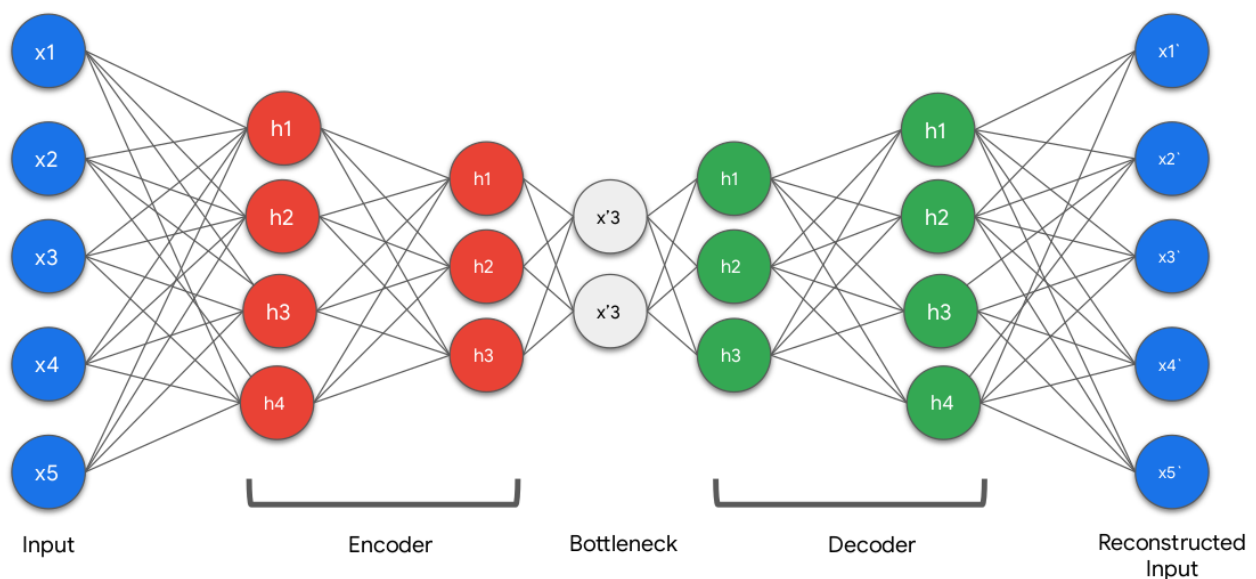 x1
x2
x3
x4
x5
h1
h2
h3
h4
h1
h2
h3
x'3
x'3
h1
h2
h3
h1
h2
h3
h4
x1`
x2`
x3`
x4`
x5`
Input
Encoder
Bottleneck
Decoder
Reconstructed
Input